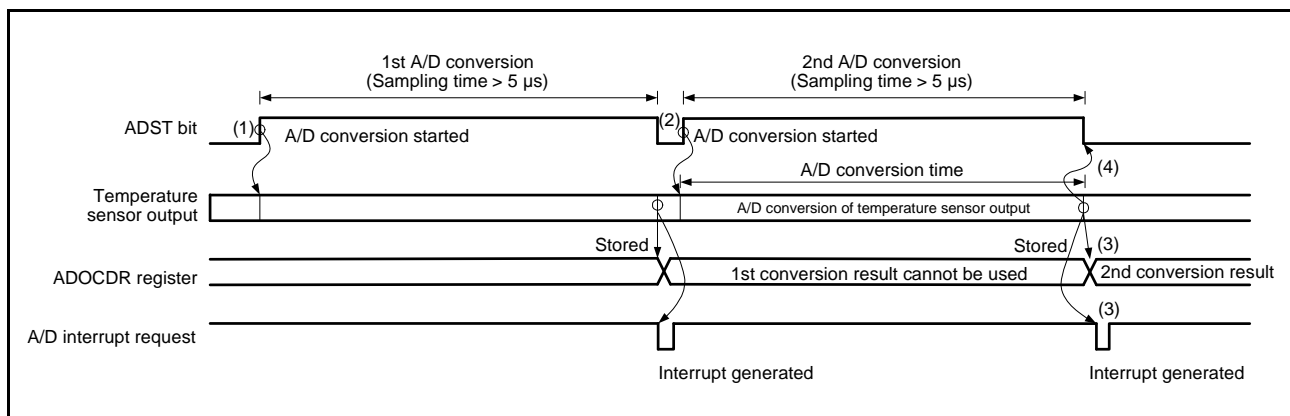 1st A/D conversion
(Sampling time > 5 µs)
2nd A/D conversion
(Sampling time > 5 µs)
ADST bit
(1)
A/D conversion started
(2)
A/D conversion started
(4)
A/D conversion time
Temperature
sensor output
A/D conversion of temperature sensor output
Stored
Stored
(3)
ADOCDR register
1st conversion result cannot be used
2nd conversion result
(3)
A/D interrupt request
Interrupt generated
Interrupt generated